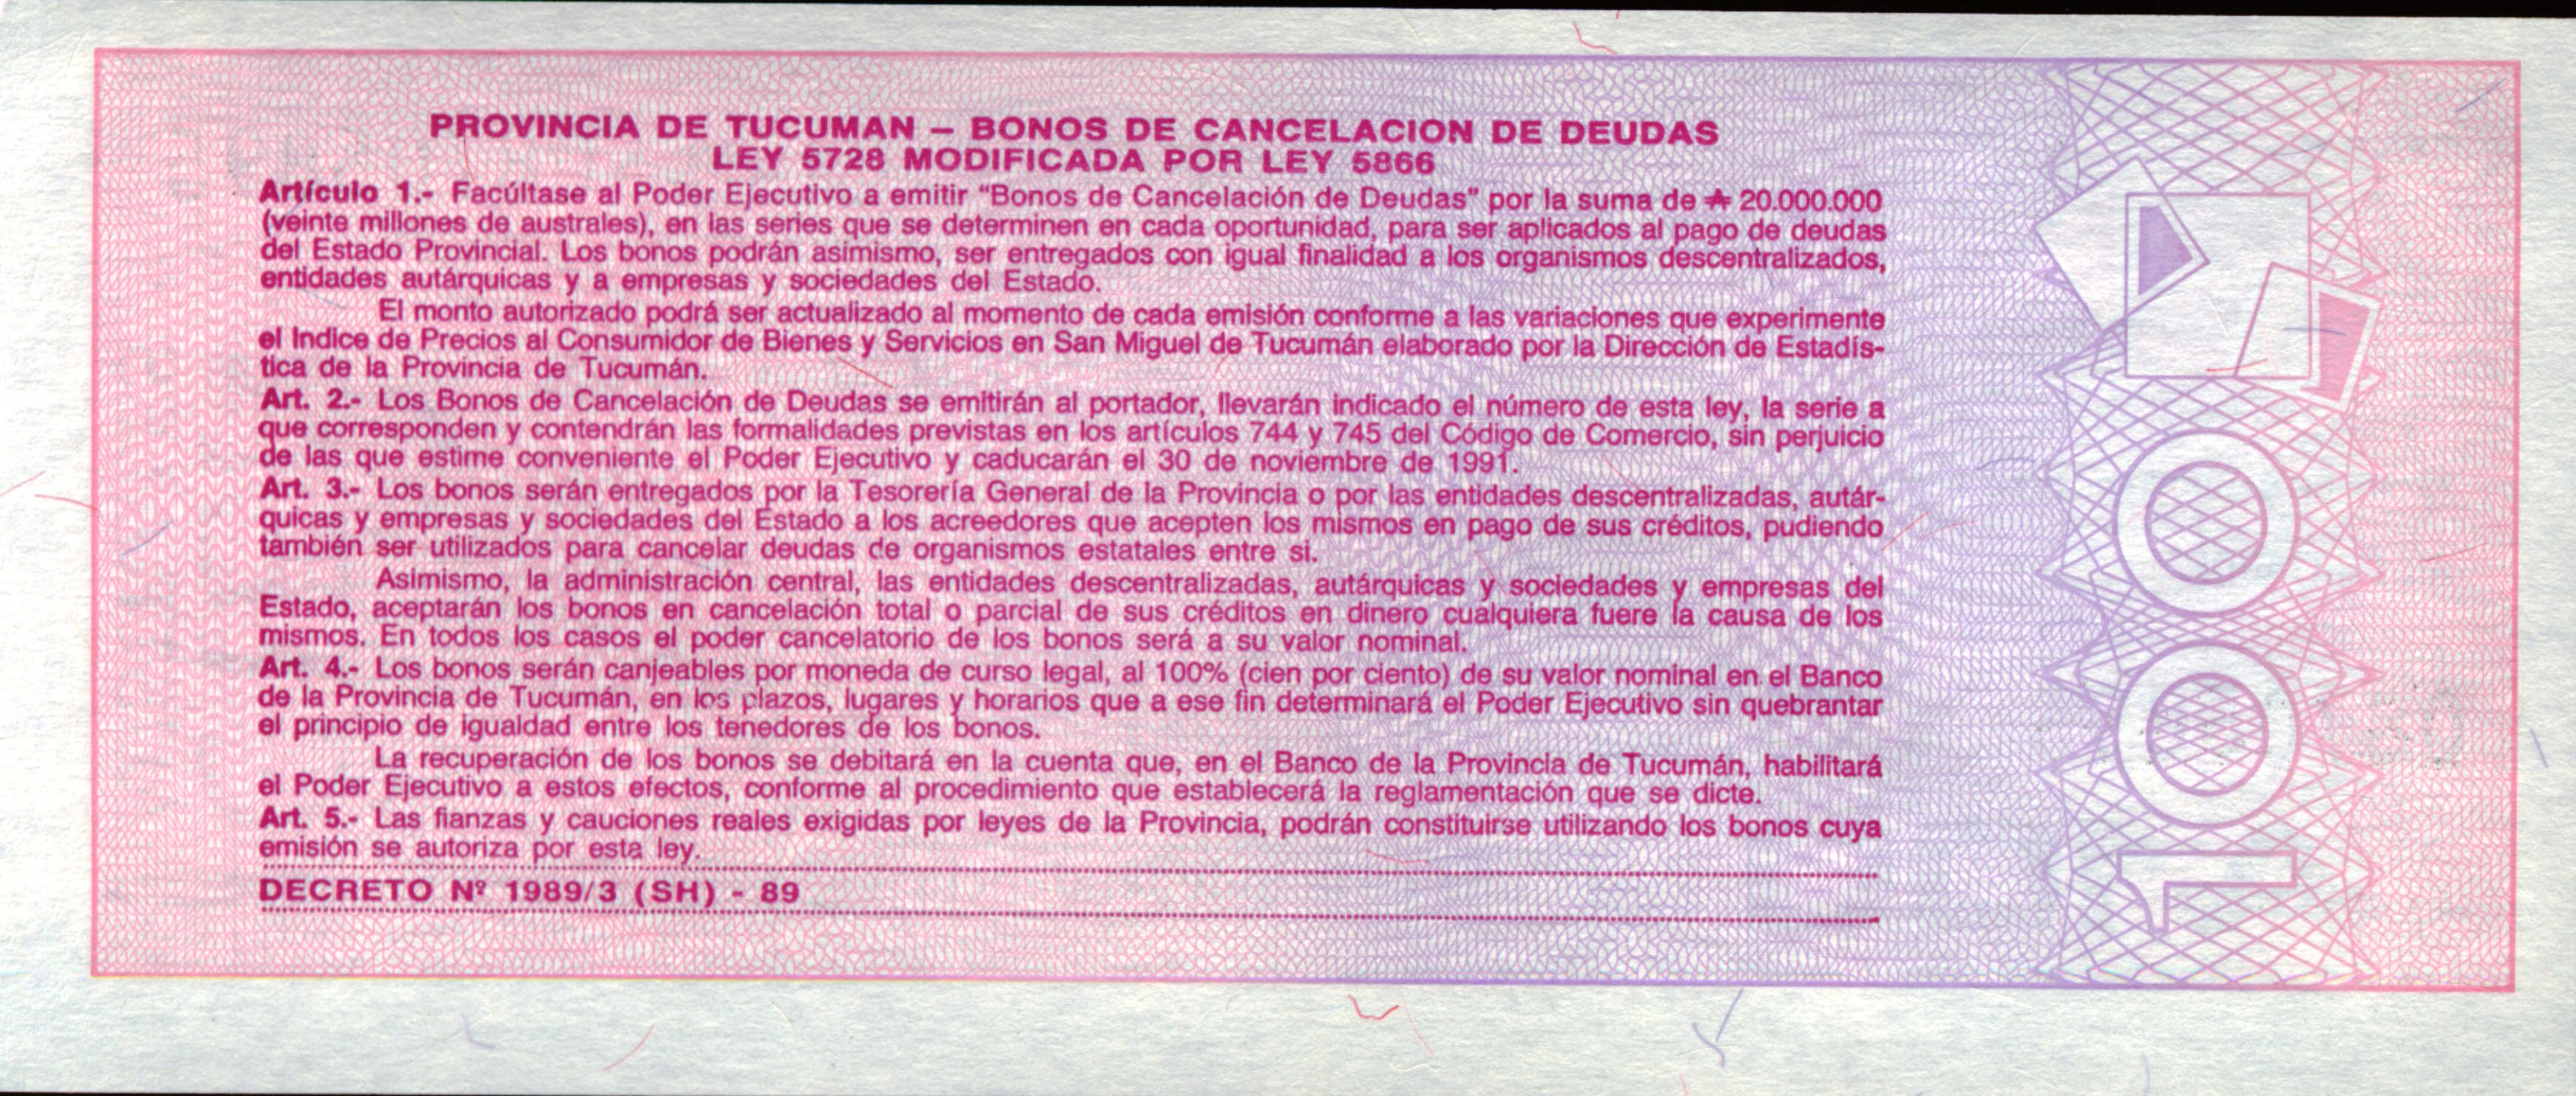 PROVINCIA DE TUCUMAN – BONOS DE CANCELACION DE DEUDAS
LEY 5728 MODIFICADA POR LEY 5866
Artículo 1.- Facúltase al Poder Ejecutivo a emitir “Bonos de Cancelación de Deudas” por la suma de ₳ 20.000.000
(veinte millones de australes), en las series que se determinen en cada oportunidad, para ser aplicados al pago de deudas
del Estado Provincial. Los bonos podrán asimismo, ser entregados con igual finalidad a los organismos descentralizados,
entidades autárquicas y a empresas y sociedades del Estado.
El monto autorizado podrá ser actualizado al momento de cada emisión conforme a las variaciones que experimente
el Indice de Precios al Consumidor de Bienes y Servicios en San Miguel de Tucumán elaborado por la Dirección de Estadís-
tica de la Provincia de Tucumán.
Art. 2.- Los Bonos de Cancelación de Deudas se emitirán al portador, llevarán indicado el número de esta ley, la serie a
que corresponden y contendrán las formalidades previstas en los artículos 744 y 745 del Código de Comercio, sin perjuicio
de las que estime conveniente el Poder Ejecutivo y caducarán el 30 de noviembre de 1991.
Art. 3.- Los bonos serán entregados por la Tesorería General de la Provincia o por las entidades descentralizadas, autár-
quicas y empresas y sociedades del Estado a los acreedores que acepten los mismos en pago de sus créditos, pudiendo
también ser utilizados para cancelar deudas de organismos estatales entre si.
Asimismo, la administración central, las entidades descentralizadas, autárquicas y sociedades y empresas del
Estado, aceptarán los bonos en cancelación total o parcial de sus créditos en dinero cualquiera fuere la causa de los
mismos. En todos los casos el poder cancelatorio de los bonos será a su valor nominal.
Art. 4.- Los bonos serán canjeables por moneda de curso legal, al 100% (cien por ciento) de su valor nominal en el Banco
de la Provincia de Tucumán, en los plazos, lugares y horarios que a ese fin determinará el Poder Ejecutivo sin quebrantar
el principio de igualdad entre los tenedores de los bonos.
La recuperación de los bonos se debitará en la cuenta que, en el Banco de la Provincia de Tucumán, habilitará
el Poder Ejecutivo a estos efectos, conforme al procedimiento que establecerá la reglamentación que se dicte.
Art. 5.- Las fianzas y cauciones reales exigidas por leyes de la Provincia, podrán constituirse utilizando los bonos cuya
emisión se autoriza por esta ley.
DECRETO Nº 1989/3 (SH) - 89
100